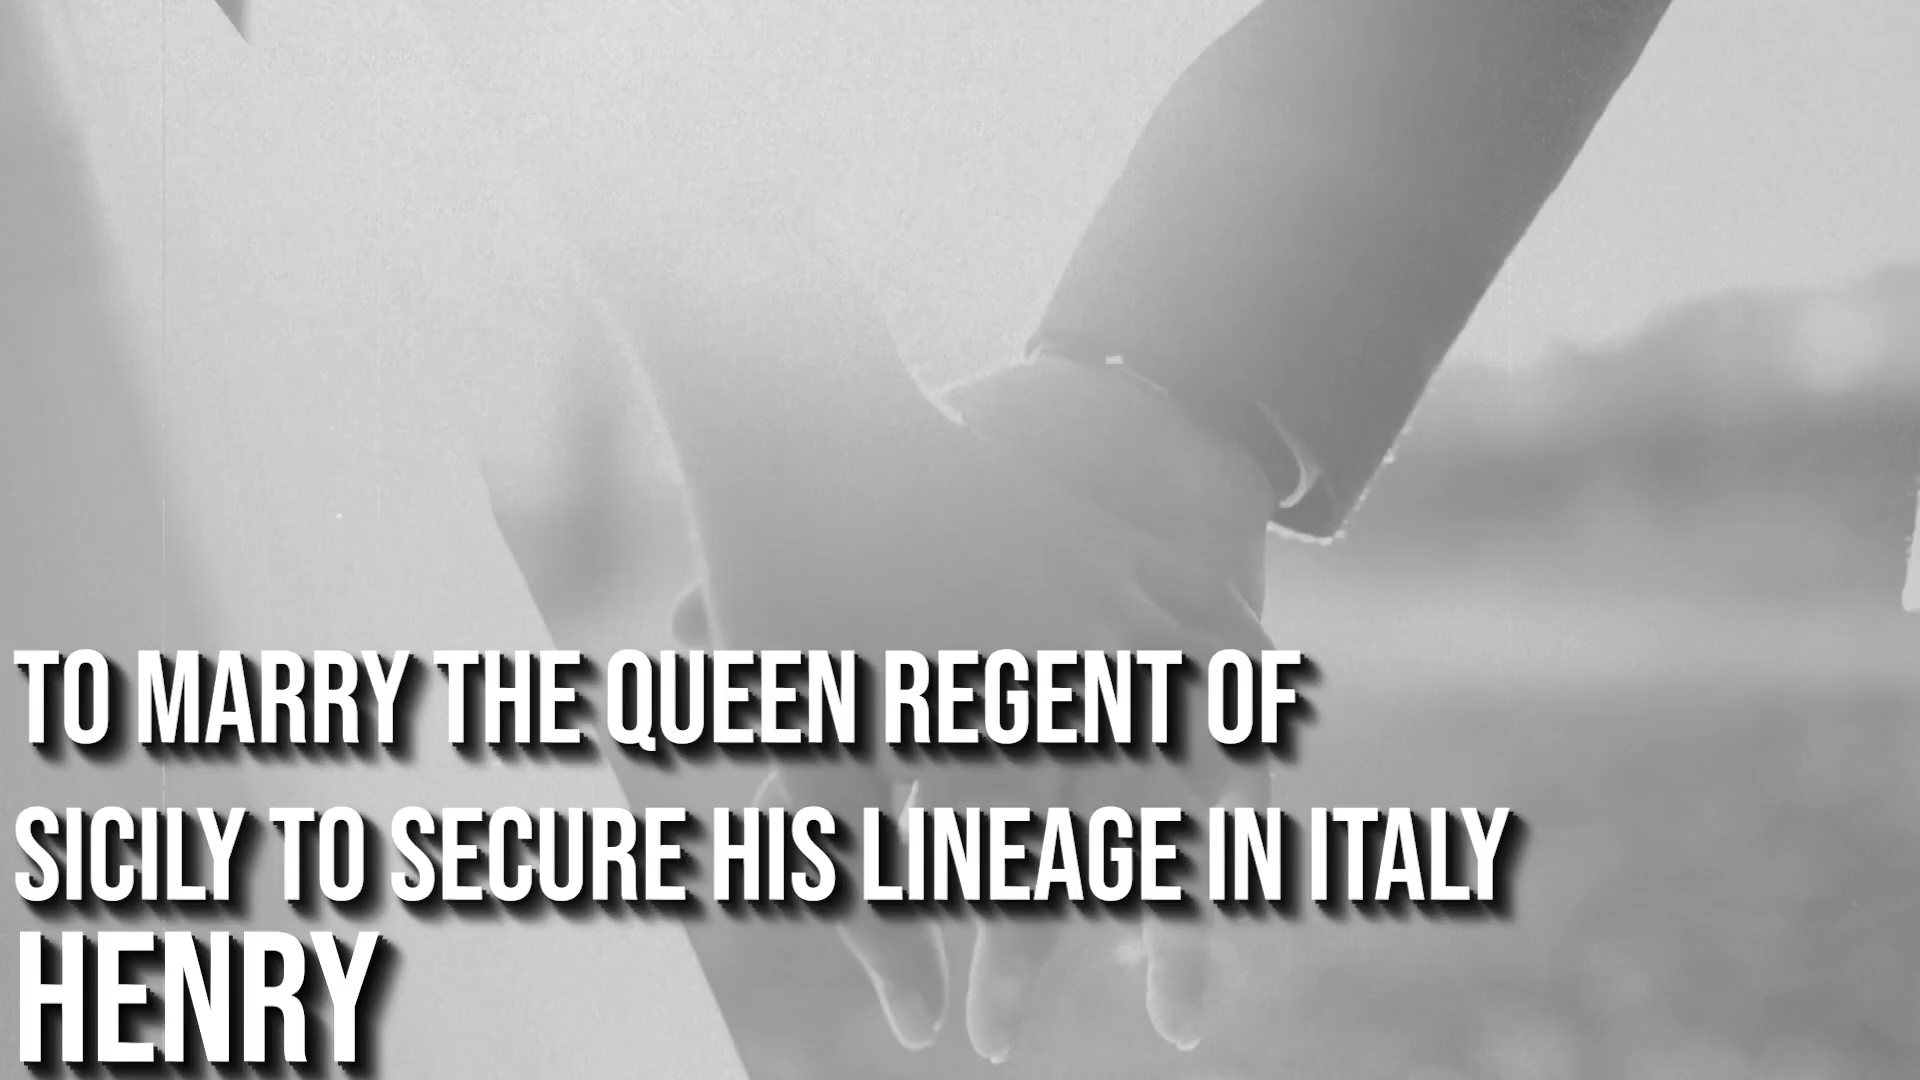 TO MARRY THE QUEEN REGENT OF
SICILY TO SECURE HIS LINEAGE IN ITALY
HENRY